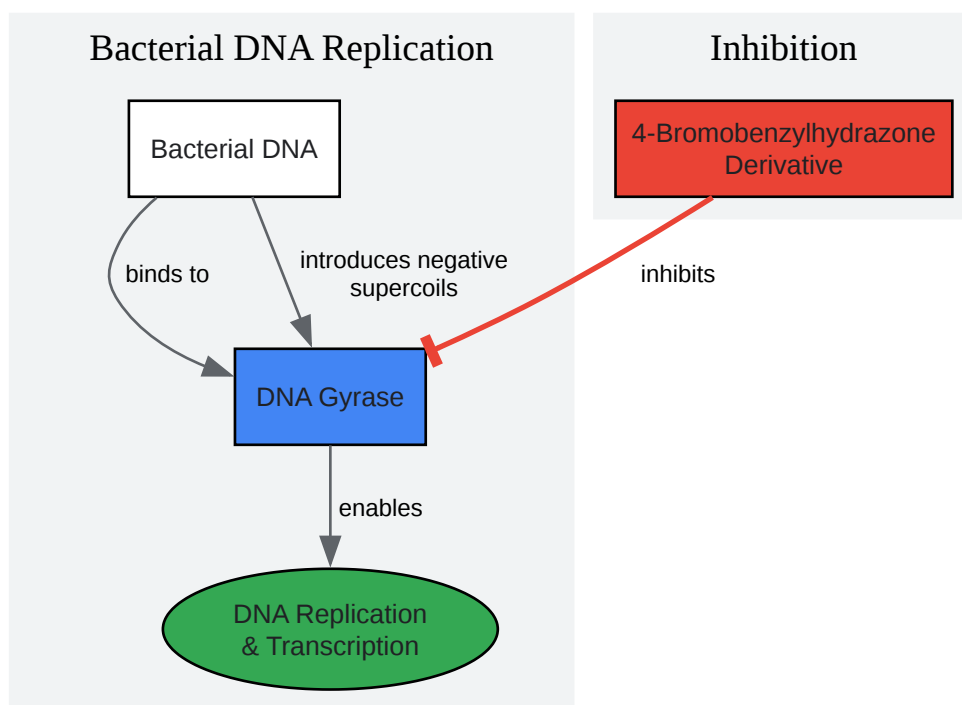 Bacterial DNA Replication
Inhibition
Bacterial DNA
4-Bromobenzylhydrazone
Derivative
binds to
introduces negative
supercoils
inhibits
DNA Gyrase
enables
DNA Replication
& Transcription